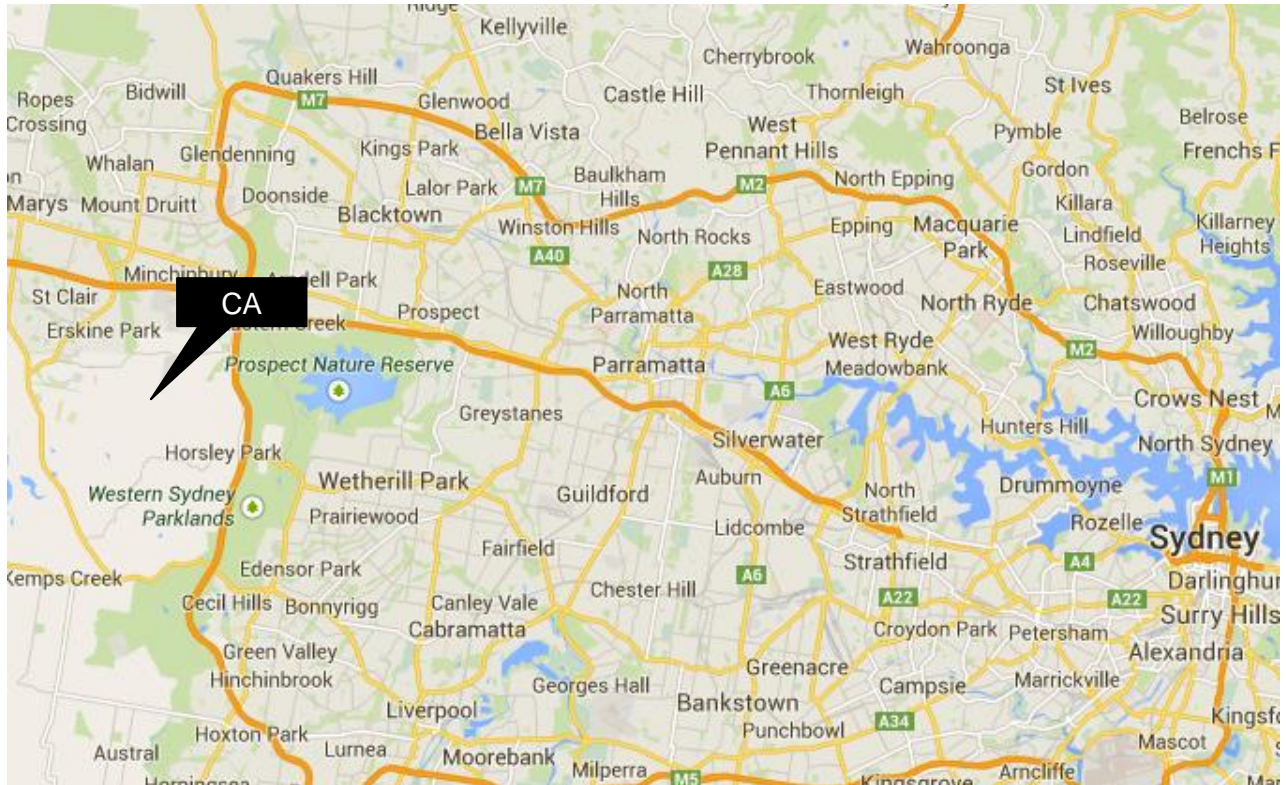 Kellyville
Cherrybrook
Wahroonga
Quakers Hill
Bidwill
Ropes
Crossing
M7
Glenwood
Castle Hill
Thornleigh
St Ives
Belrose
Bella Vista
West
Pennant Hills
Pymble
Frenchs F
Whalan
Glendenning
Kings Park
Gordon
Marys
Mount Druitt
Doonside
Lalor Park
M7
Baulkham
Hills
M2
North Epping
Killara
Blacktown
Winston Hills
North Rocks
Epping
Macquarie
Park
Lindfield
Killarney
Heights
Roseville
A40
A28
Minchinbury
ell Park
St Clair
CA
North
Parramatta
Eastwood
North Ryde
Chatswood
Erskine Park
Creek
Prospect
West Ryde
Willoughby
M2
Prospect Nature Reserve
Parramatta
Meadowbank
A6
Crows Nest
Greystanes
Silverwater
Hunters Hill
North Sydney
Horsley Park
Wetherill Park
Auburn
M1
Western Sydney
Parklands
Guildford
North
Strathfield
Drummoyne
Prairiewood
Lidcombe
Rozelle
Sydney
Fairfield
Strathfield
A4
Kemps Creek
Edensor Park
Chester Hill
A6
Darlinghur
Cecil Hills
Bonnyrigg
Canley Vale
A22
A22
Surry Hills
Cabramatta
Croydon Park
Petersham
Green Valley
Alexandria
Hinchinbrook
Georges Hall
Greenacre
Campsie
Marrickville
Liverpool
Bankstown
Punchbowl
A34
Kingsfo
Hoxton Park
Lurnea
Mascot
Austral
Moorebank
Milperra
M5
Arncliffe
Kingsgrove